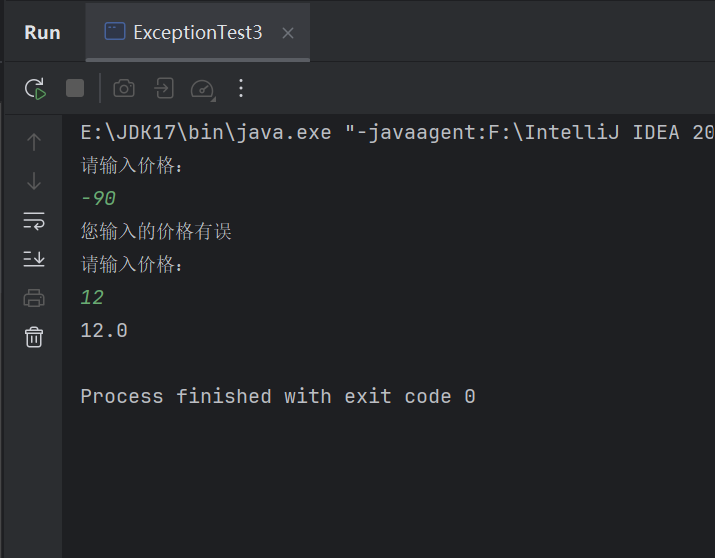 Run ExceptionTest3
E:\JDK17\bin\java.exe "-javaagent:F:\IntelliJ IDEA 20
请输入价格：
-90
您输入的价格有误
请输入价格：
12
12.0
Process finished with exit code 0